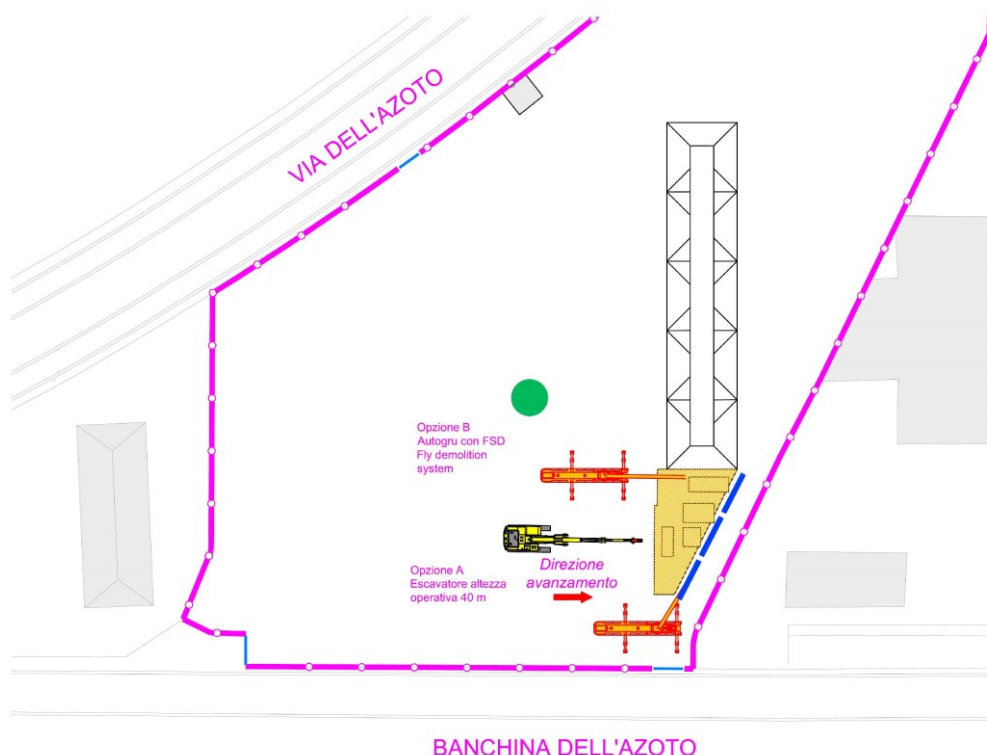 VIA DELL'AZOTO
Opzione B
Autogru con FSD
Fly demolition
system
Opzione A
Escavatore altezza
operativa 40 m
Direzione
avanzamento
BANCHINA DELL'AZOTO